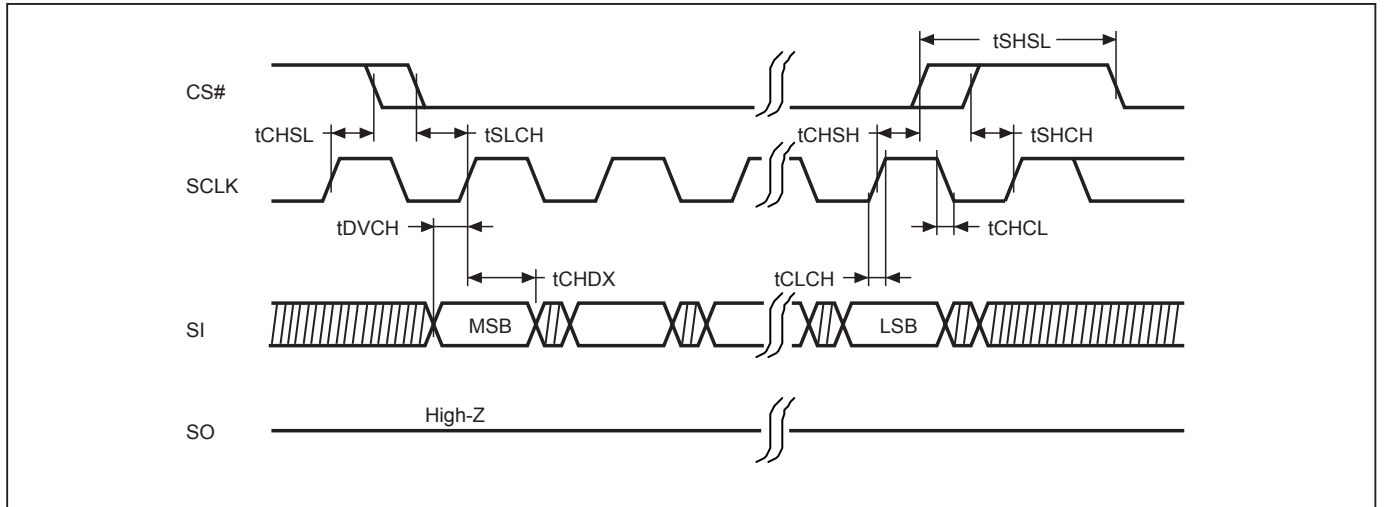 tSHSL
CS#
tCHSL
tSLCH
tCHSH
tSHCH
SCLK
tDVCH
tCHCL
tCHDX
tCLCH
SI
MSB
LSB
High-Z
SO